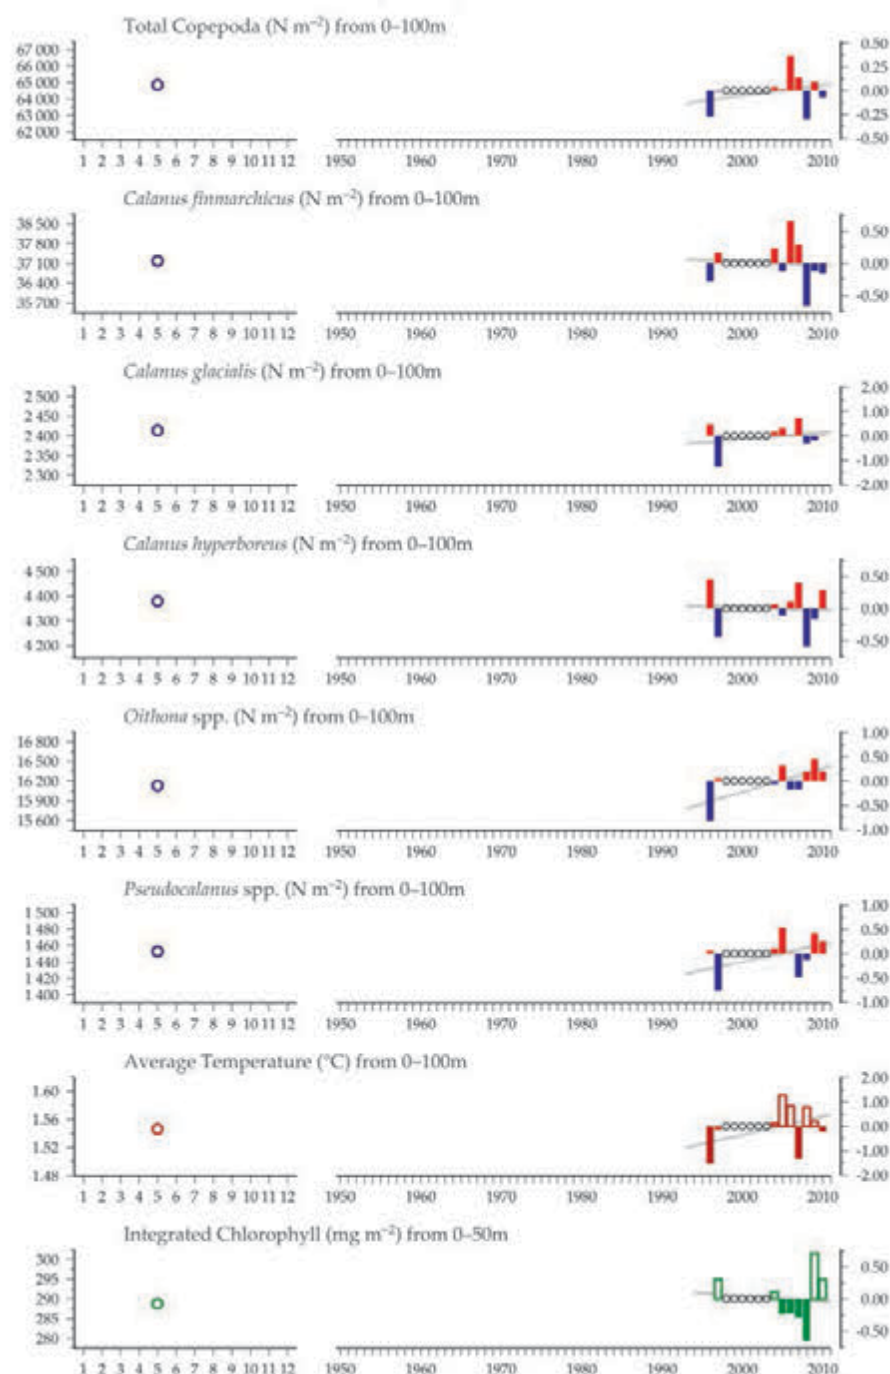 Total Copepoda (N m⁻²) from 0–100m
67 000 0.50
66 000 0.25
65 000 0.00
64 000
63 000 -0.25
62 000 -0.50
1 2 3 4 5 6 7 8 9 10 11 12 1950 1960 1970 1980 1990 2000 2010
Calanus finmarchicus (N m⁻²) from 0–100m
38 500 0.50
37 800
37 100 0.00
36 400
35 700 -0.50
1 2 3 4 5 6 7 8 9 10 11 12 1950 1960 1970 1980 1990 2000 2010
Calanus glacialis (N m⁻²) from 0–100m
2.00
2 500 1.00
2 450
2 400 0.00
2 350 -1.00
2 300
-2.00
1 2 3 4 5 6 7 8 9 10 11 12 1950 1960 1970 1980 1990 2000 2010
Calanus hyperboreus (N m⁻²) from 0–100m
4 500 0.50
4 400
4 300 0.00
4 200 -0.50
1 2 3 4 5 6 7 8 9 10 11 12 1950 1960 1970 1980 1990 2000 2010
Oithona spp. (N m⁻²) from 0–100m
16 800 1.00
16 500 0.50
16 200 0.00
15 900 -0.50
15 600 -1.00
1 2 3 4 5 6 7 8 9 10 11 12 1950 1960 1970 1980 1990 2000 2010
Pseudocalanus spp. (N m⁻²) from 0–100m
1 500 1.00
1 480 0.50
1 460 0.00
1 440
1 420 -0.50
1 400 -1.00
1 2 3 4 5 6 7 8 9 10 11 12 1950 1960 1970 1980 1990 2000 2010
Average Temperature (°C) from 0–100m
2.00
1.60 1.00
1.56 0.00
1.52 -1.00
1.48 -2.00
1 2 3 4 5 6 7 8 9 10 11 12 1950 1960 1970 1980 1990 2000 2010
Integrated Chlorophyll (mg m⁻²) from 0–50m
300 0.50
295
290 0.00
285 -0.50
280
1 2 3 4 5 6 7 8 9 10 11 12 1950 1960 1970 1980 1990 2000 2010